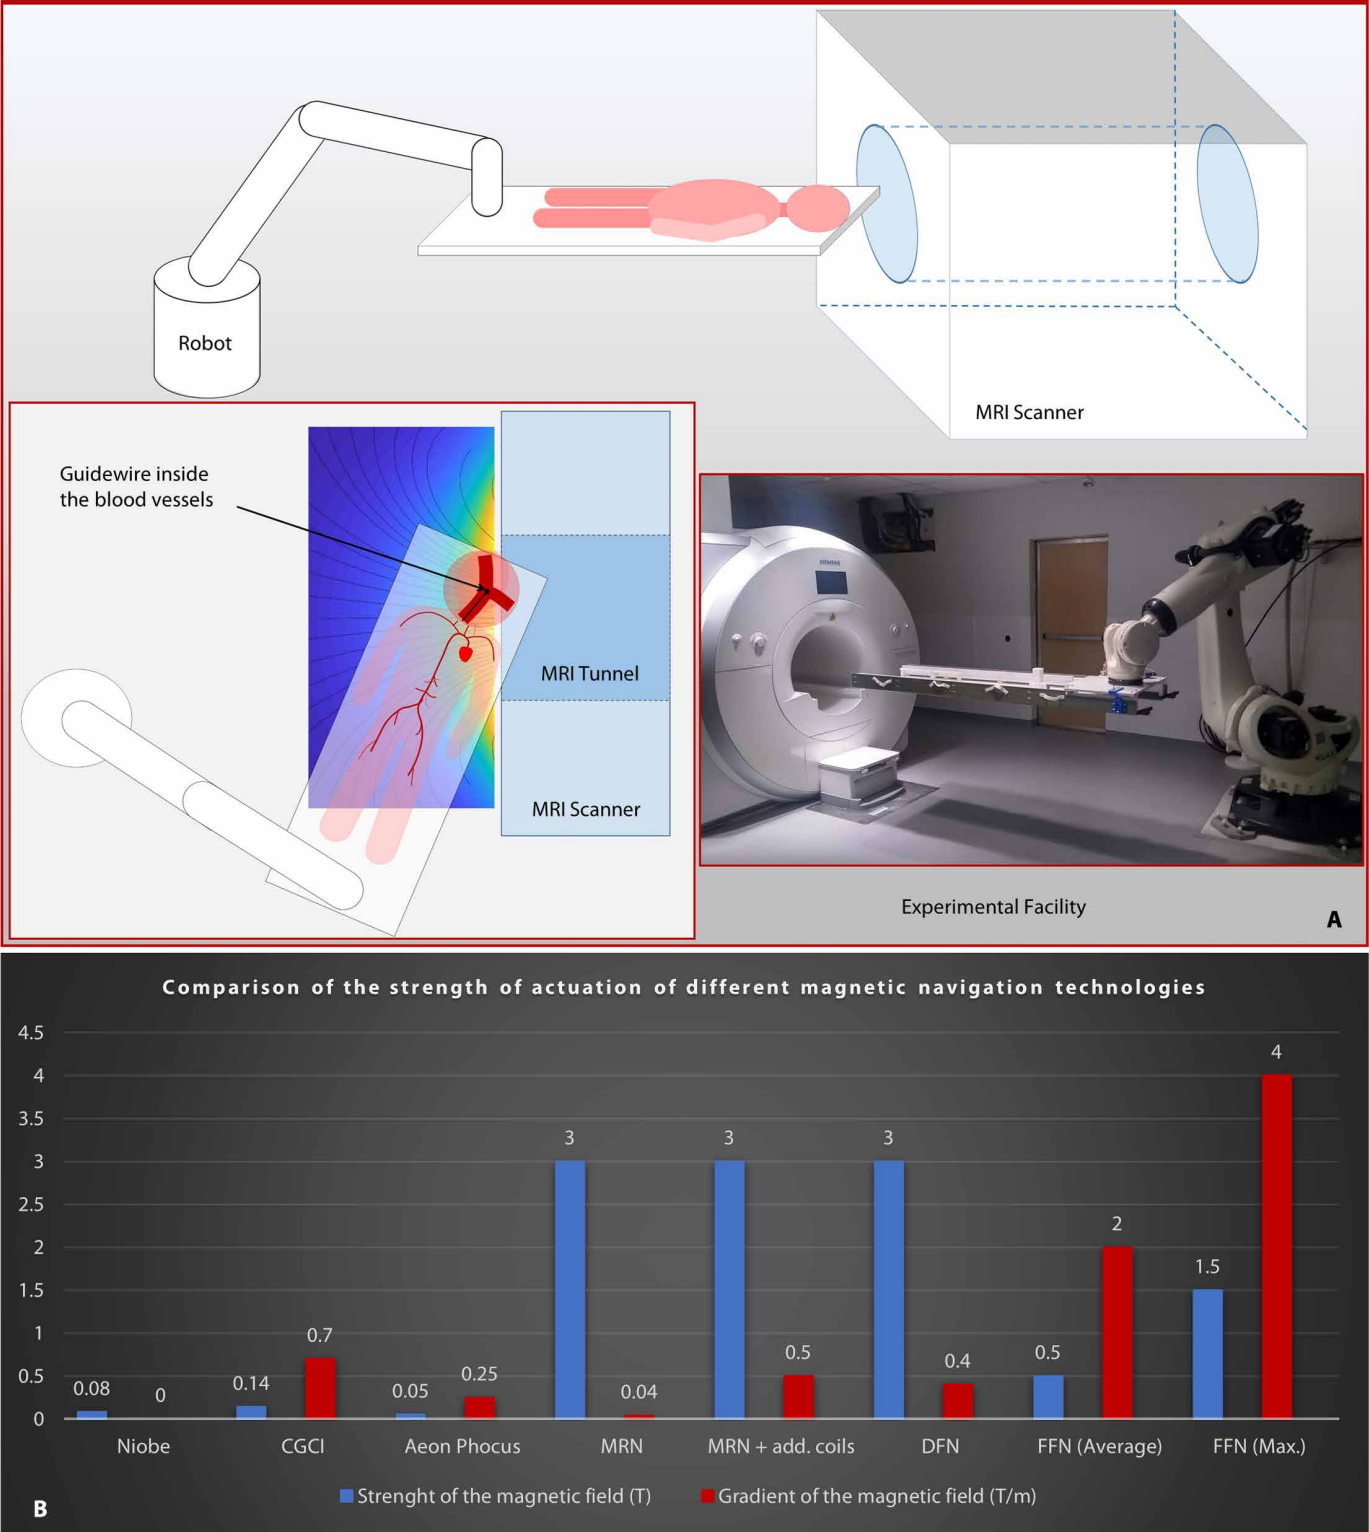 Robot
MRI Scanner
Guidewire inside
the blood vessels
MRI Tunnel
MRI Scanner
SIEMENS
Experimental Facility
A
Comparison of the strength of actuation of different magnetic navigation technologies
4.5
4
3.5
3
2.5
2
1.5
1
0.5
0
0.08
0
0.14
0.7
0.05
0.25
3
0.04
3
0.5
3
0.4
0.5
2
1.5
4
Niobe
CGCI
Aeon Phocus
MRN
MRN + add. coils
DFN
FFN (Average)
FFN (Max.)
Strenght of the magnetic field (T)
Gradient of the magnetic field (T/m)
B